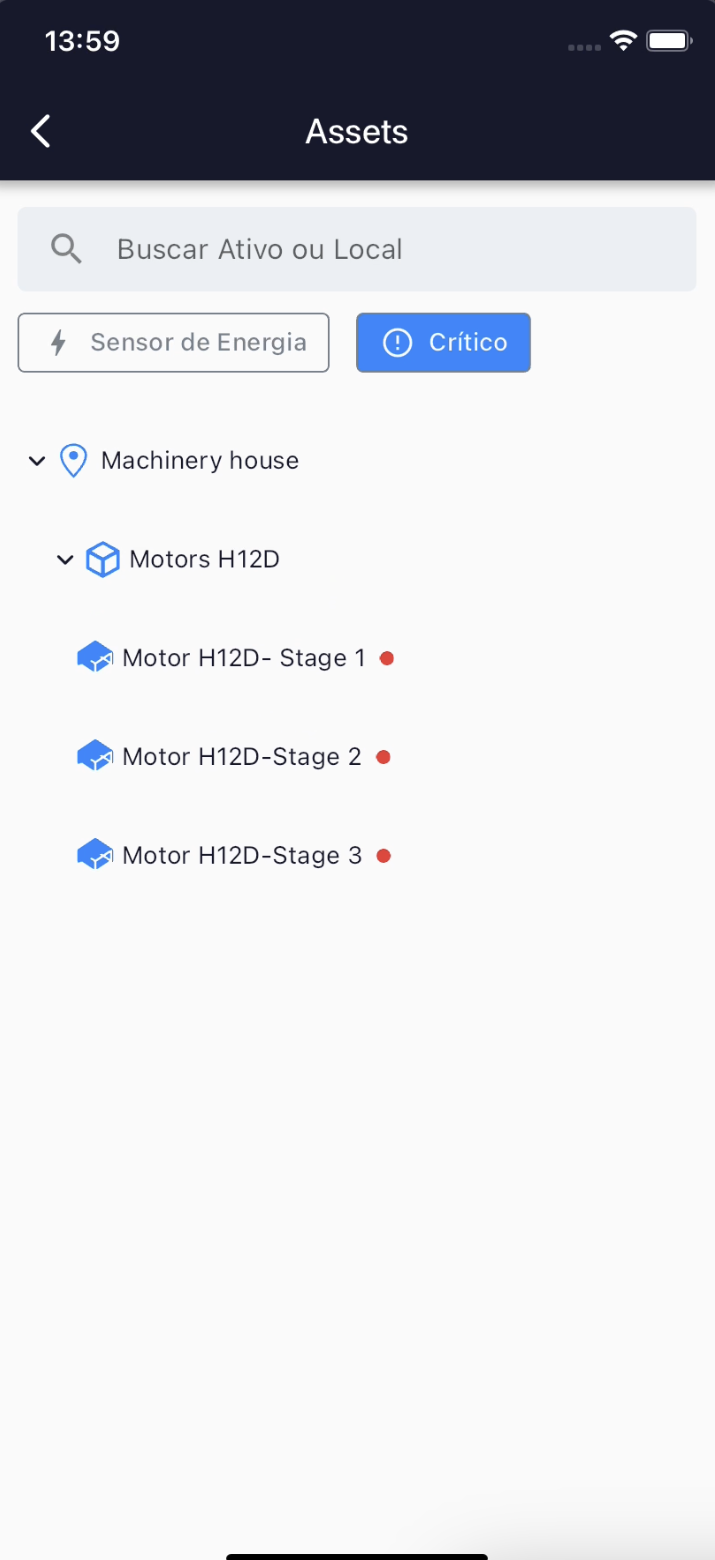 13:59
Assets
Buscar Ativo ou Local
Sensor de Energia
Crítico
Machinery house
Motors H12D
Motor H12D- Stage 1
Motor H12D-Stage 2
Motor H12D-Stage 3